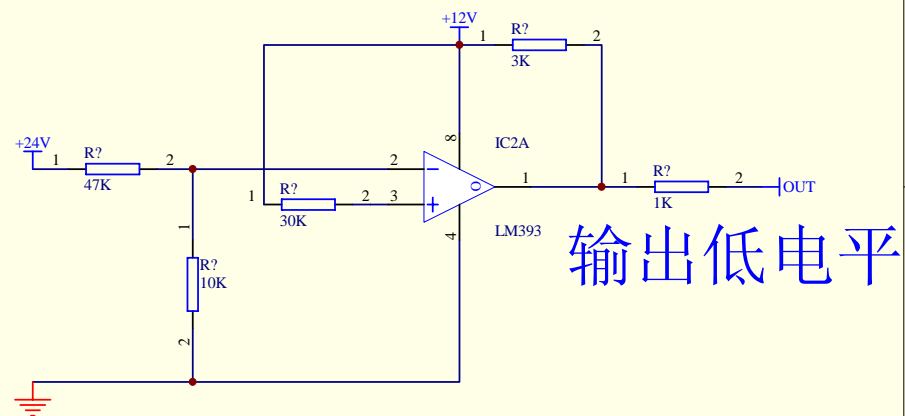 +12V
1 R? 2
3K
8 IC2A
+24V
1 R? 2
47K
2
1 R? 2 3
30K
1
1 R? 2 OUT
1K
O
4 LM393
1
R?
10K
2
输出低电平